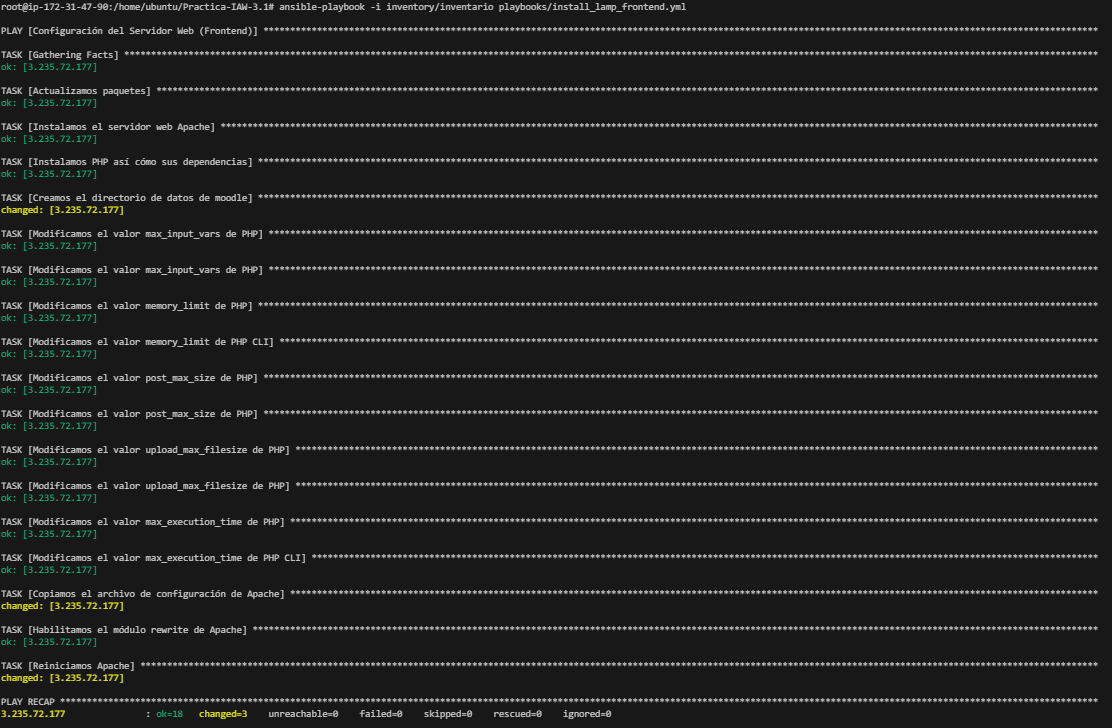 root@ip-172-31-47-90:/home/ubuntu/Practica-IAW-3.1# ansible-playbook -i inventory/inventario playbooks/install_lamp_frontend.yml
PLAY [Configuración del Servidor Web (Frontend)] ****************************************************************
TASK [Gathering Facts] ****************************************************************
ok: [3.235.72.177]
TASK [Actualizamos paquetes] ****************************************************************
ok: [3.235.72.177]
TASK [Instalamos el servidor web Apache] ****************************************************************
ok: [3.235.72.177]
TASK [Instalamos PHP así cómo sus dependencias] ****************************************************************
ok: [3.235.72.177]
TASK [Creamos el directorio de datos de moodle] ****************************************************************
changed: [3.235.72.177]
TASK [Modificamos el valor max_input_vars de PHP] ****************************************************************
ok: [3.235.72.177]
TASK [Modificamos el valor max_input_vars de PHP] ****************************************************************
ok: [3.235.72.177]
TASK [Modificamos el valor memory_limit de PHP] ****************************************************************
ok: [3.235.72.177]
TASK [Modificamos el valor memory_limit de PHP CLI] ****************************************************************
ok: [3.235.72.177]
TASK [Modificamos el valor post_max_size de PHP] ****************************************************************
ok: [3.235.72.177]
TASK [Modificamos el valor post_max_size de PHP] ****************************************************************
ok: [3.235.72.177]
TASK [Modificamos el valor upload_max_filesize de PHP] ****************************************************************
ok: [3.235.72.177]
TASK [Modificamos el valor upload_max_filesize de PHP] ****************************************************************
ok: [3.235.72.177]
TASK [Modificamos el valor max_execution_time de PHP] ****************************************************************
ok: [3.235.72.177]
TASK [Modificamos el valor max_execution_time de PHP CLI] ****************************************************************
ok: [3.235.72.177]
TASK [Copiamos el archivo de configuración de Apache] ****************************************************************
changed: [3.235.72.177]
TASK [Habilitamos el módulo rewrite de Apache] ****************************************************************
ok: [3.235.72.177]
TASK [Reiniciamos Apache] ****************************************************************
changed: [3.235.72.177]
PLAY RECAP ****************************************************************
3.235.72.177 : ok=18 changed=3 unreachable=0 failed=0 skipped=0 rescued=0 ignored=0